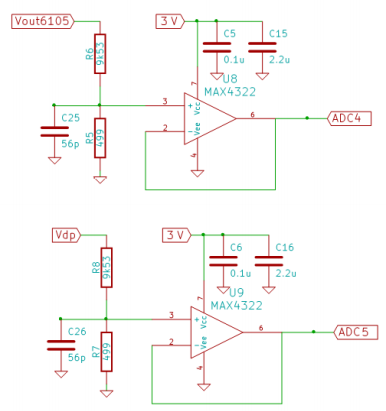 Vout6105
3 V
R6
9k53
C5
0.1u
C15
2.2u
U8
MAX4322
C25
56p
R5
499
3
2
7
4
6
+
−
Vcc
Vee
ADC4
Vdp
3 V
R8
9k53
C6
0.1u
C16
2.2u
U9
MAX4322
C26
56p
R7
499
3
2
7
4
6
+
−
Vcc
Vee
ADC5